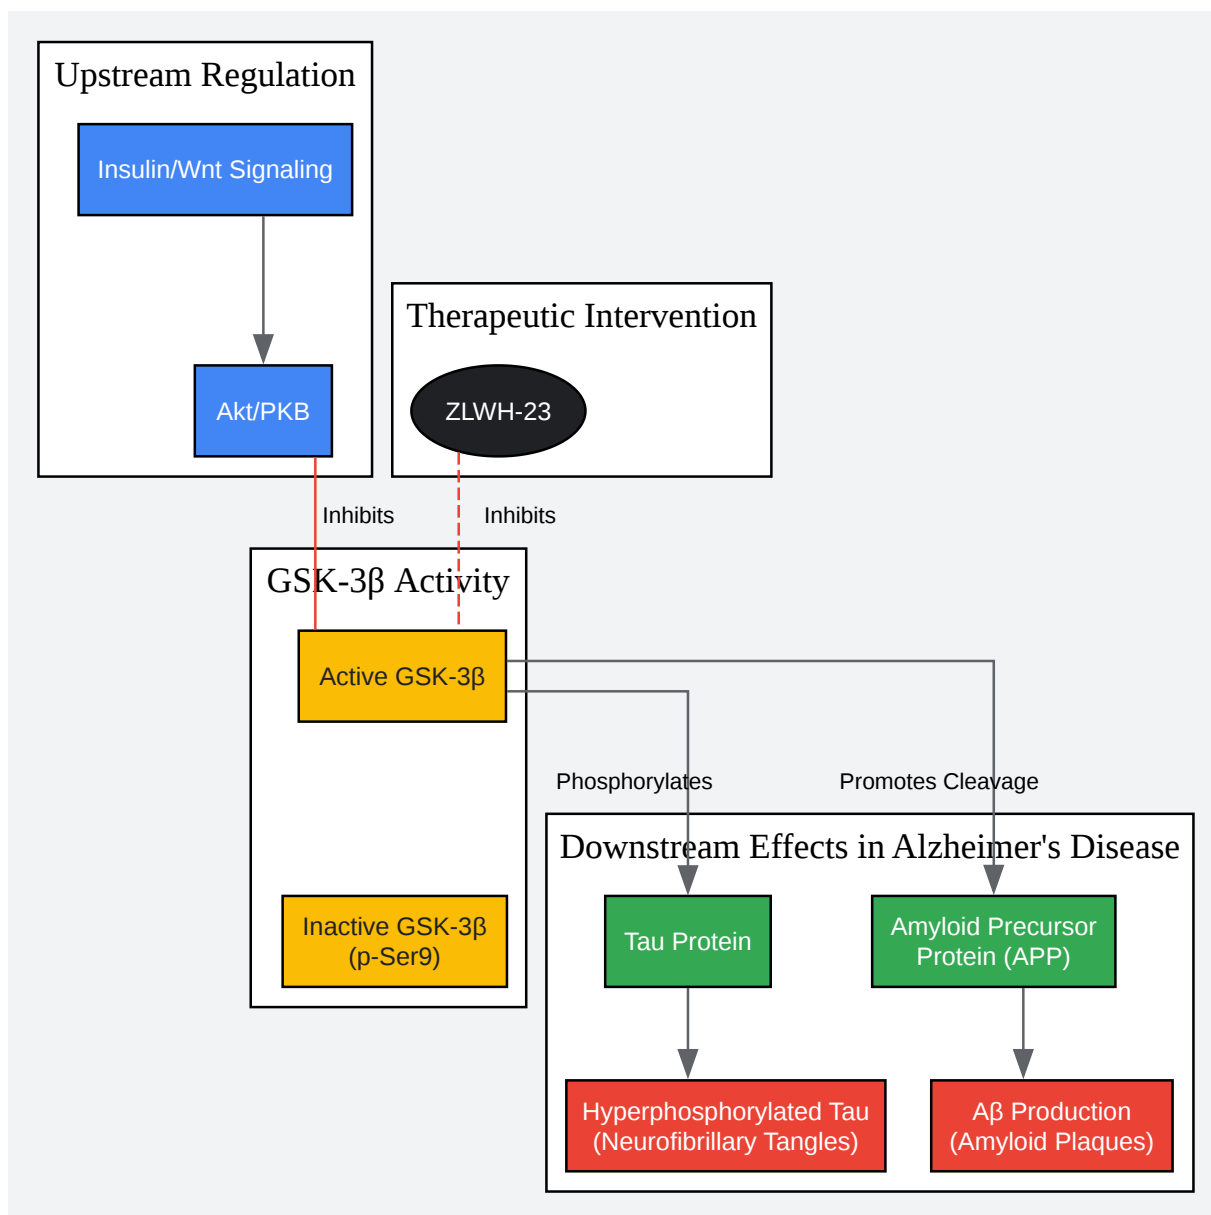 Upstream Regulation
Insulin/Wnt Signaling
Therapeutic Intervention
Akt/PKB
ZLWH-23
Inhibits
Inhibits
GSK-3β Activity
Active GSK-3β
Phosphorylates
Promotes Cleavage
Downstream Effects in Alzheimer's Disease
Inactive GSK-3β
(p-Ser9)
Tau Protein
Amyloid Precursor
Protein (APP)
Hyperphosphorylated Tau
(Neurofibrillary Tangles)
Aβ Production
(Amyloid Plaques)